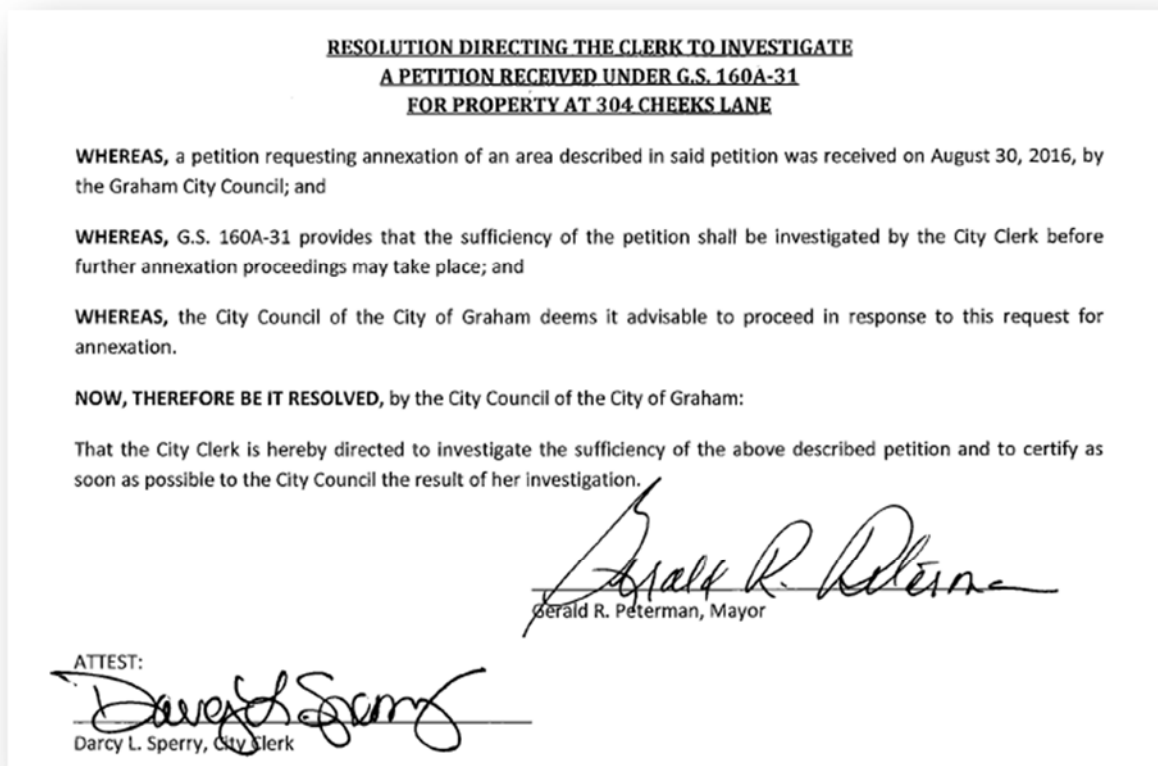 RESOLUTION DIRECTING THE CLERK TO INVESTIGATE
A PETITION RECEIVED UNDER G.S. 160A-31
FOR PROPERTY AT 304 CHEEKS LANE
WHEREAS, a petition requesting annexation of an area described in said petition was received on August 30, 2016, by
the Graham City Council; and
WHEREAS, G.S. 160A-31 provides that the sufficiency of the petition shall be investigated by the City Clerk before
further annexation proceedings may take place; and
WHEREAS, the City Council of the City of Graham deems it advisable to proceed in response to this request for
annexation.
NOW, THEREFORE BE IT RESOLVED, by the City Council of the City of Graham:
That the City Clerk is hereby directed to investigate the sufficiency of the above described petition and to certify as
soon as possible to the City Council the result of her investigation.
Gerald R. Peterman
Gerald R. Peterman, Mayor
ATTEST:
Darcy L Sperry
Darcy L. Sperry, City Clerk